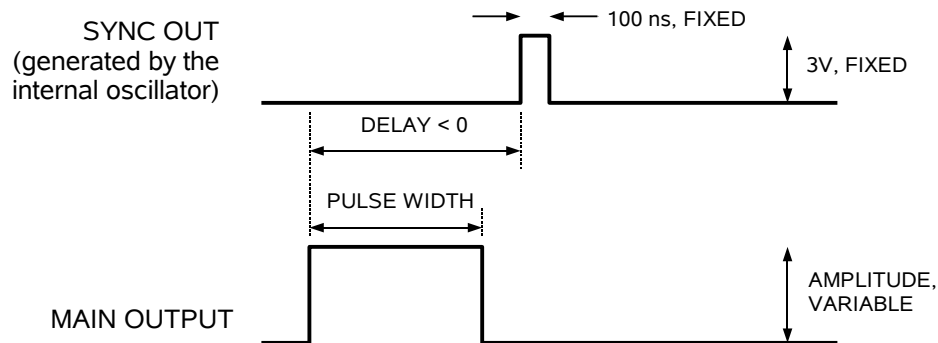 SYNC OUT
(generated by the
internal oscillator)
100 ns, FIXED
3V, FIXED
DELAY < 0
PULSE WIDTH
MAIN OUTPUT
AMPLITUDE,
VARIABLE